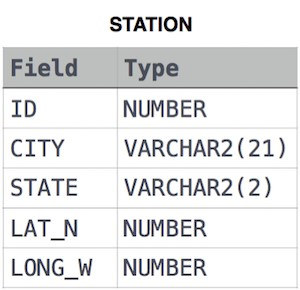 STATION
Field Type
ID NUMBER
CITY VARCHAR2(21)
STATE VARCHAR2(2)
LAT_N NUMBER
LONG_W NUMBER